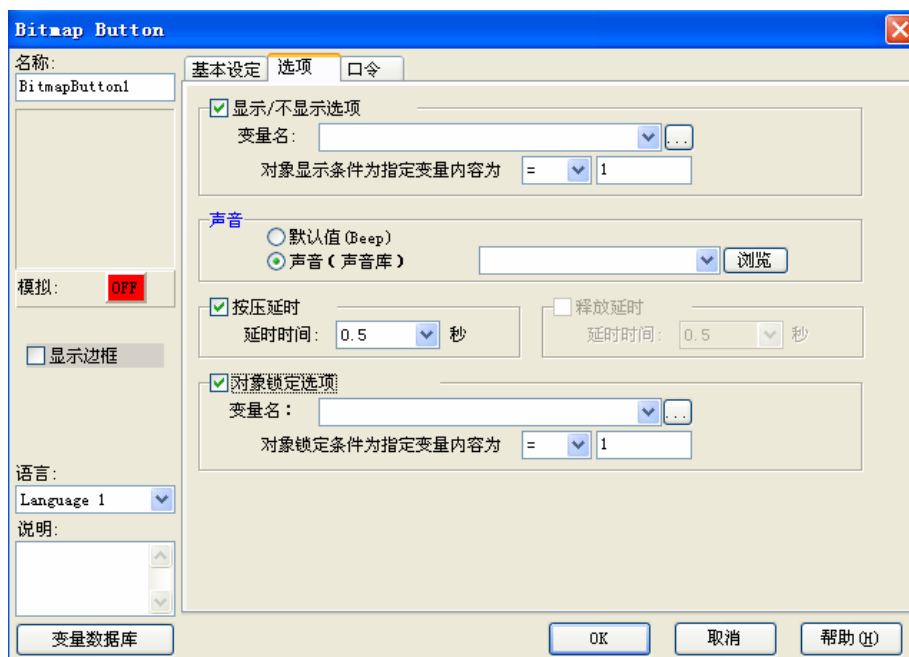 Bitmap Button
名称:
BitmapButton1
基本设定 选项 口令
显示/不显示选项
变量名: ...
对象显示条件为指定变量内容为 = 1
声音
默认值(Beep)
声音(声音库) 浏览
模拟: OFF
按压延时
延时时间: 0.5 秒
释放延时
延时时间: 0.5 秒
显示边框
对象锁定选项
变量名: ...
对象锁定条件为指定变量内容为 = 1
语言:
Language 1
说明:
变量数据库
OK 取消 帮助(H)